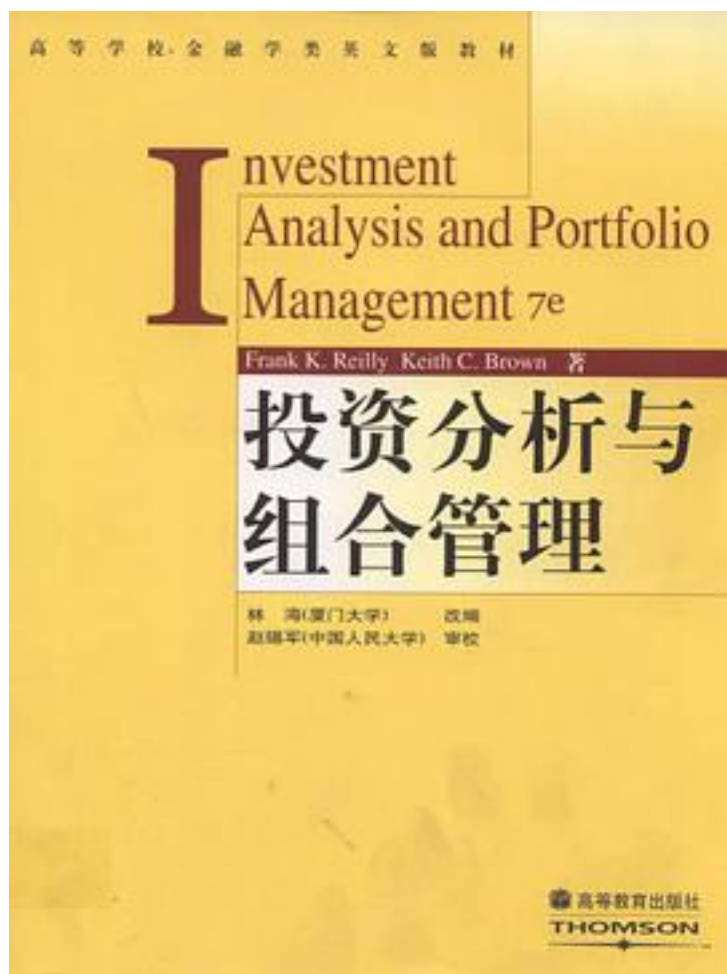 高等学校·金融学类英文版教材
Investment
Analysis and Portfolio
Management 7e
Frank K. Reilly Keith C. Brown 著
投资分析与
组合管理
林 海(厦门大学) 改编
赵锡军(中国人民大学) 审校
高等教育出版社
THOMSON